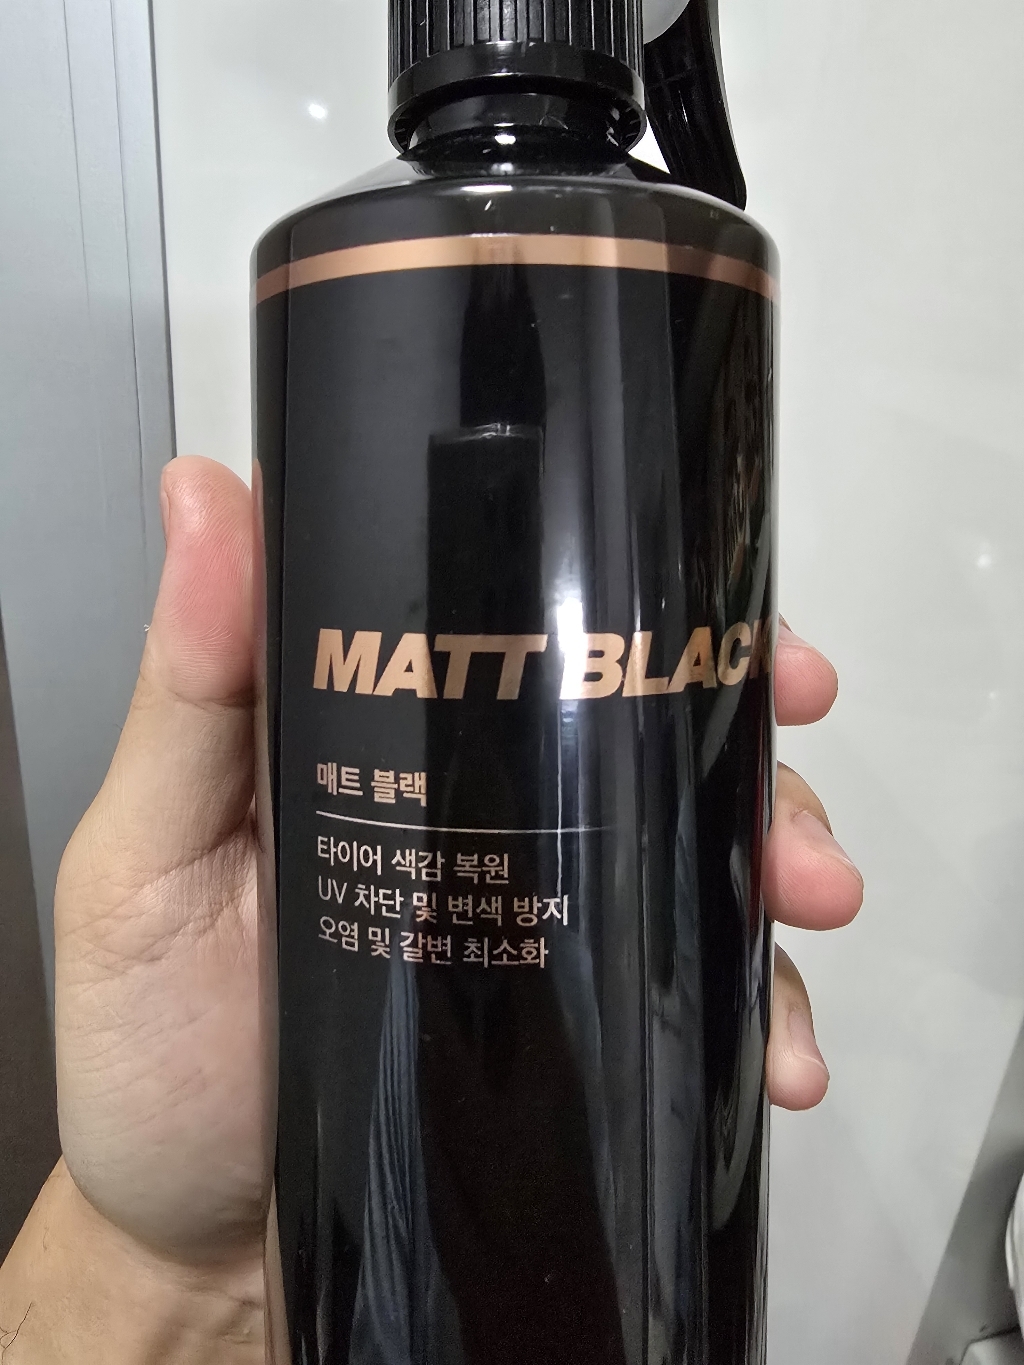 MATT BLACK
매트 블랙
타이어 색감 복원
UV 차단 및 변색 방지
오염 및 갈변 최소화